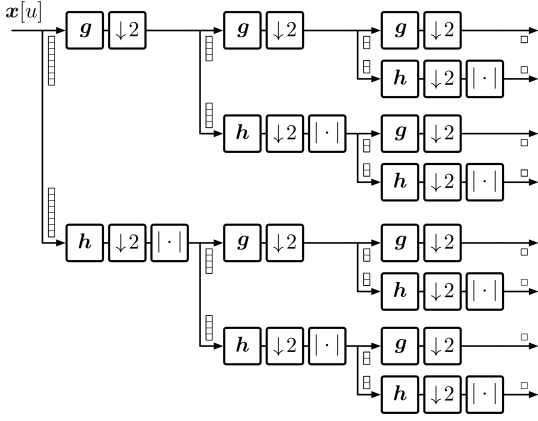 x[u]
g ↓2 g ↓2 g ↓2
h ↓2 |·|
h ↓2 |·| g ↓2
h ↓2 |·|
h ↓2 |·| g ↓2 g ↓2
h ↓2 |·|
h ↓2 |·| g ↓2
h ↓2 |·|